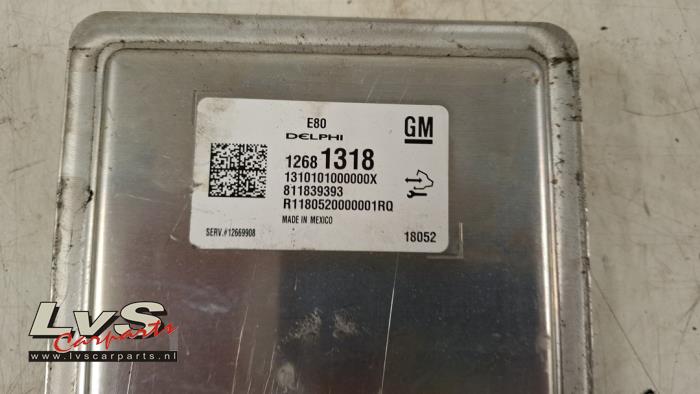 E80
DELPHI
GM
1268 1318
1310101000000X
811839393
R1180520000001RQ
MADE IN MEXICO
SERV.#12669908
18052
LvS
Carparts
www.lvscarparts.nl